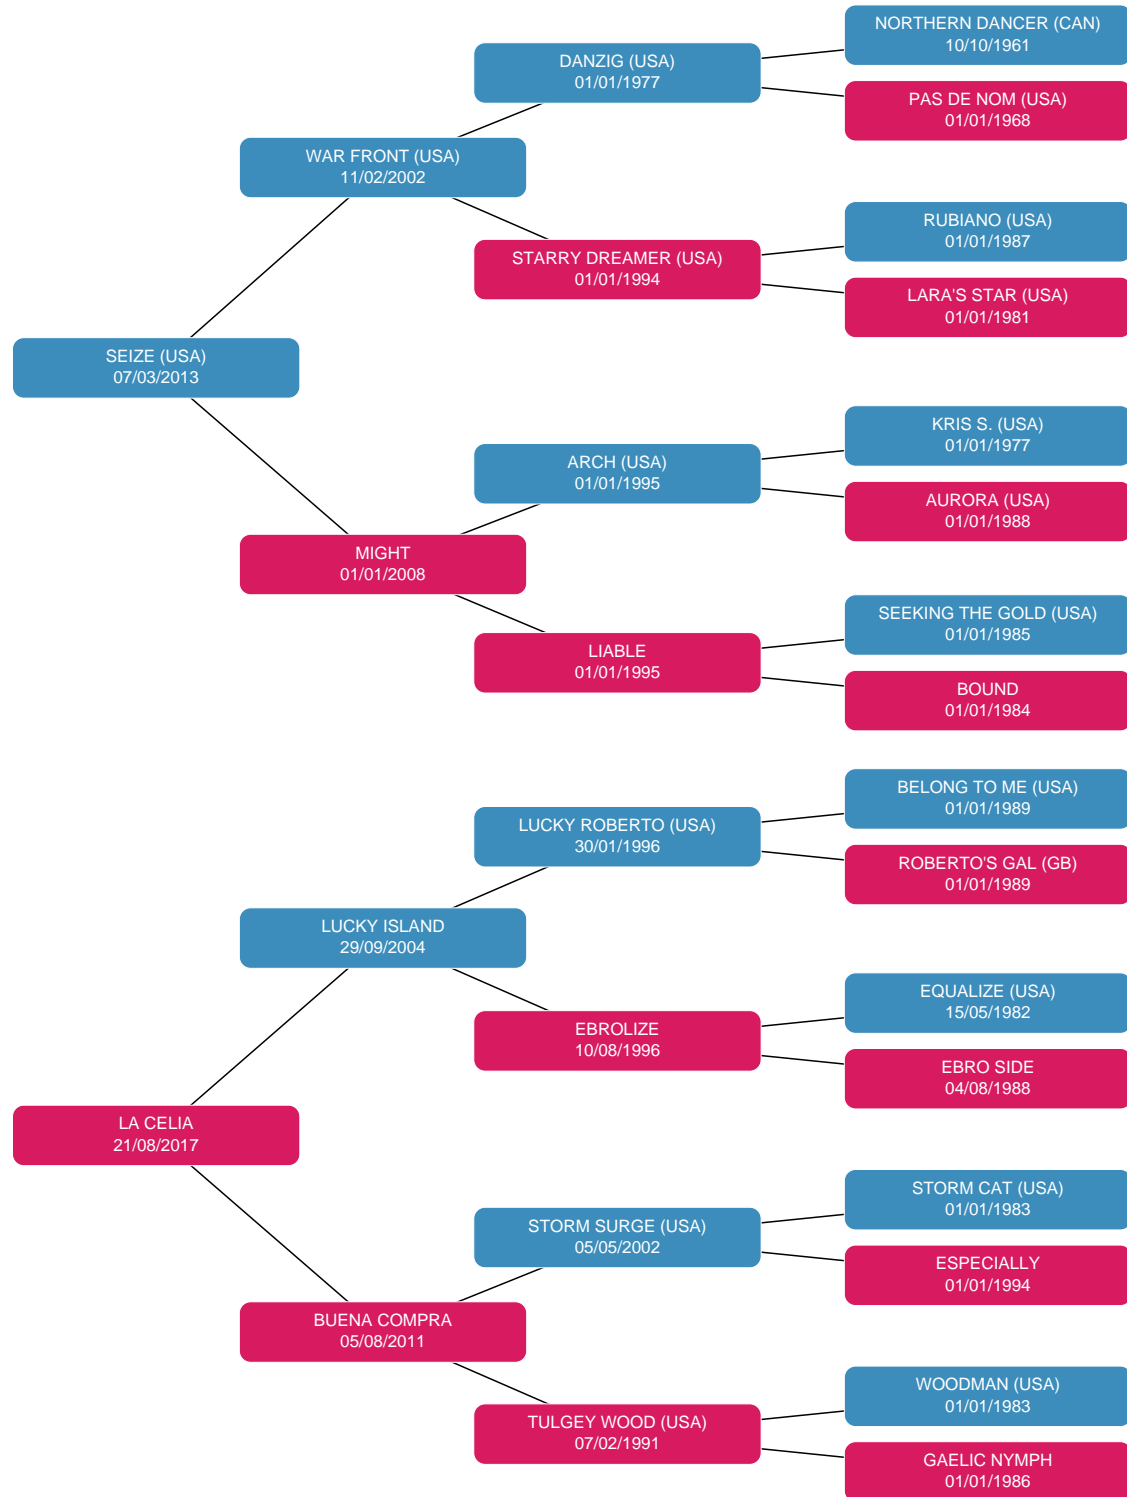 NORTHERN DANCER (CAN)
10/10/1961
DANZIG (USA)
01/01/1977
PAS DE NOM (USA)
01/01/1968
WAR FRONT (USA)
11/02/2002
RUBIANO (USA)
01/01/1987
STARRY DREAMER (USA)
01/01/1994
LARA'S STAR (USA)
01/01/1981
SEIZE (USA)
07/03/2013
KRIS S. (USA)
01/01/1977
ARCH (USA)
01/01/1995
AURORA (USA)
01/01/1988
MIGHT
01/01/2008
SEEKING THE GOLD (USA)
01/01/1985
LIABLE
01/01/1995
BOUND
01/01/1984
BELONG TO ME (USA)
01/01/1989
LUCKY ROBERTO (USA)
30/01/1996
ROBERTO'S GAL (GB)
01/01/1989
LUCKY ISLAND
29/09/2004
EQUALIZE (USA)
15/05/1982
EBROLIZE
10/08/1996
EBRO SIDE
04/08/1988
LA CELIA
21/08/2017
STORM CAT (USA)
01/01/1983
STORM SURGE (USA)
05/05/2002
ESPECIALLY
01/01/1994
BUENA COMPRA
05/08/2011
WOODMAN (USA)
01/01/1983
TULGEY WOOD (USA)
07/02/1991
GAELIC NYMPH
01/01/1986